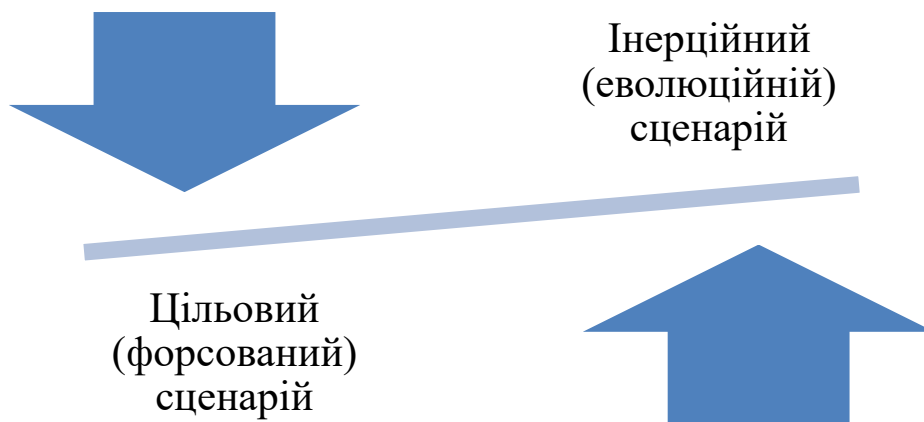 Інерційний
(еволюційній)
сценарій
Цільовий
(форсований)
сценарій